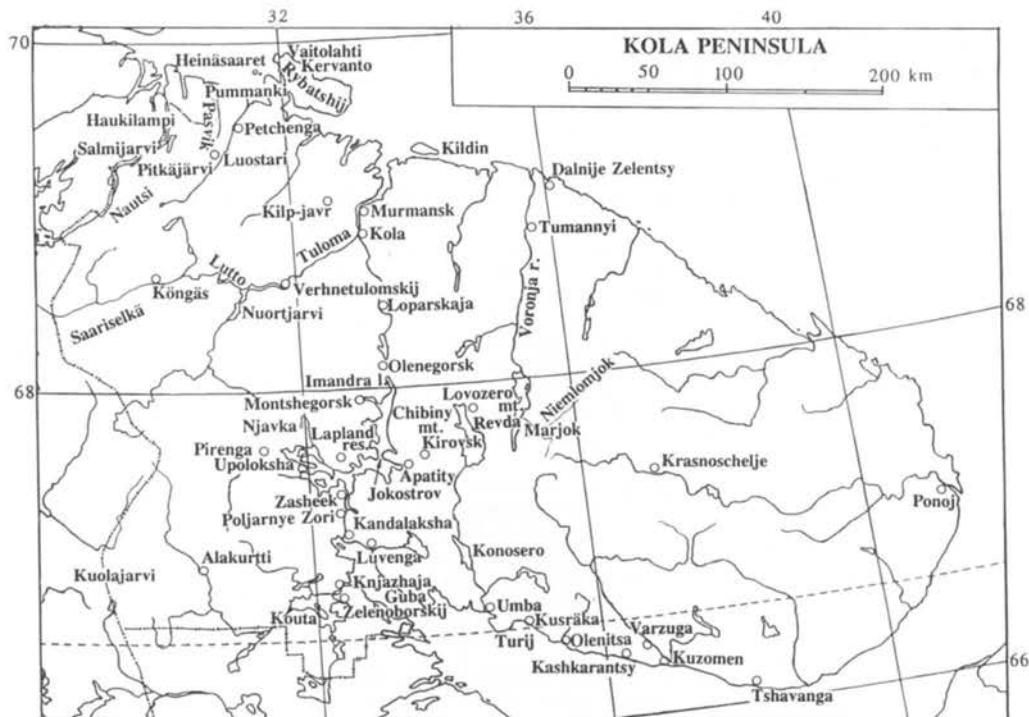 32
36
40
70
KOLA PENINSULA
0 50 100 200 km
Vaitolahti
Kervanto
Heinäsaaret
Rybatshij
Pummanki
Pasvik
Haukilampi
Petchenga
Salmijarvi
Pitkäjärvi
Luostari
Nautsi
Kildin
Dalnije Zelentsy
Kilp-javr
Murmansk
Tumannyi
Kola
Tuloma
Lutto
Köngäs
Verhnetulomskij
Voronja r.
Saariselkä
Nuortjarvi
Loparskaja
68
Olenegorsk
Imandra l.
68
Montshegorsk
Lovozero
mt.
Niemlomjok
Chibiny
mt.
Revda
Marjok
Njavka
Lapland
res.
Kirovsk
Pirenga
Upoloksha
Apatity
Krasnoschelje
Jokostrov
Ponoj
Zasheek
Poljarnye Zori
Kandalaksha
Luvenga
Konosero
Alakurtti
Kuolajarvi
Knjazhaja
Guba
Zelenoborskij
Kouta
Umba
Kusräka
Turij
Olenitsa
Varzuga
Kashkarantsy
Kuzomen
66
Tshavanga